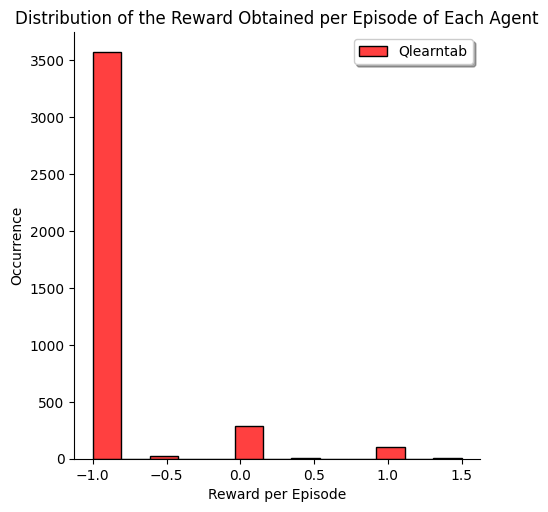 Distribution of the Reward Obtained per Episode of Each Agent
Qlearntab
3500
3000
2500
2000
1500
1000
500
0
Occurrence
−1.0 −0.5 0.0 0.5 1.0 1.5
Reward per Episode